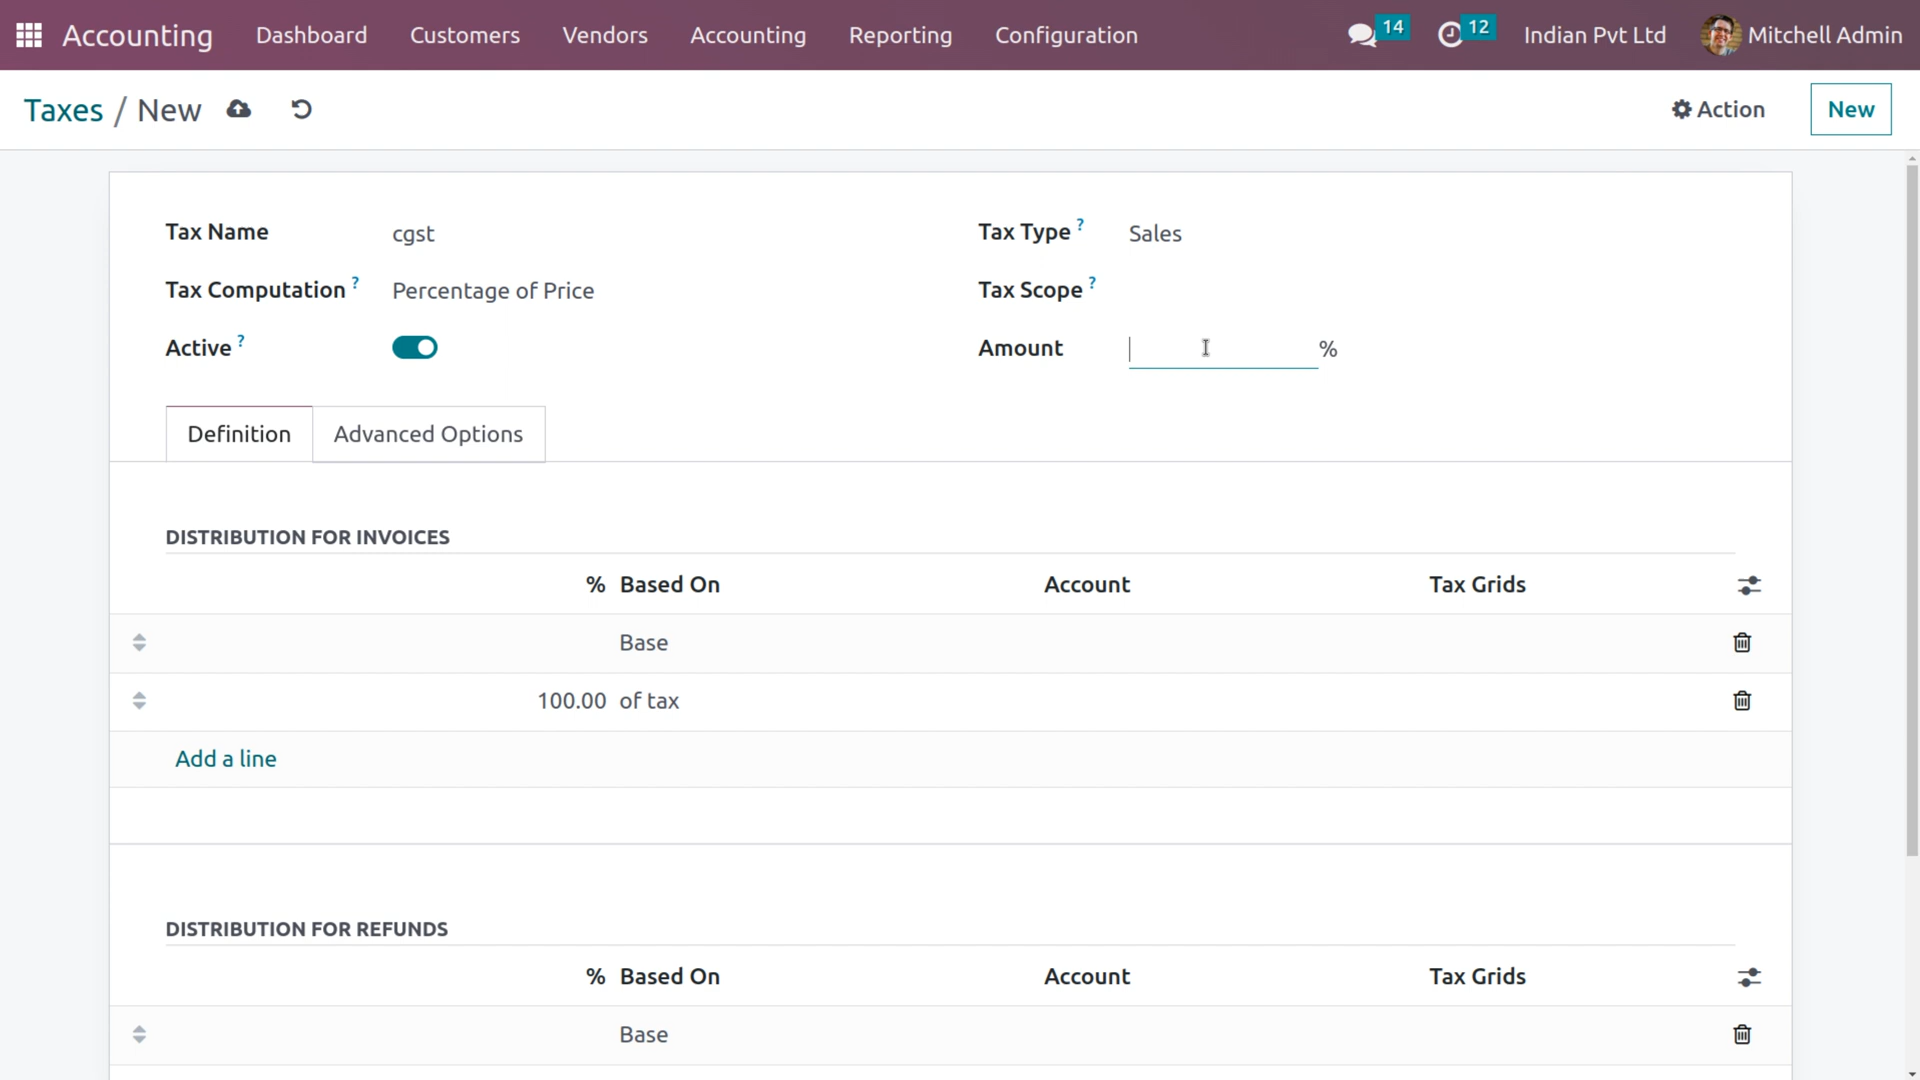 Accounting Dashboard Customers Vendors Accounting Reporting Configuration 14 12 Indian Pvt Ltd Mitchell Admin
Taxes / New Action New
Tax Name cgst Tax Type ? Sales
Tax Computation ? Percentage of Price Tax Scope ?
Active ? Amount %
Definition Advanced Options
DISTRIBUTION FOR INVOICES
% Based On Account Tax Grids
Base
100.00 of tax
Add a line
DISTRIBUTION FOR REFUNDS
% Based On Account Tax Grids
Base